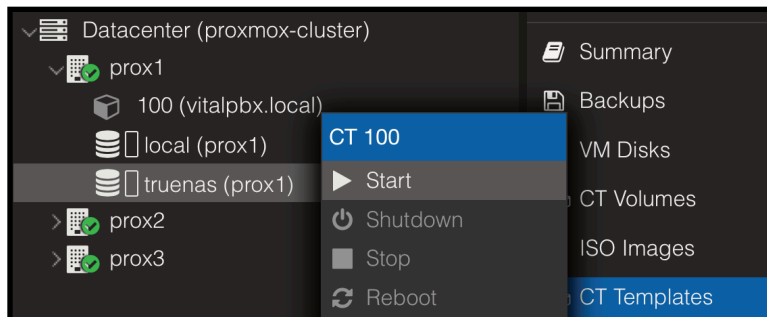 Datacenter (proxmox-cluster)
prox1
100 (vitalpbx.local)
local (prox1)
truenas (prox1)
prox2
prox3
CT 100
Start
Shutdown
Stop
Reboot
Summary
Backups
VM Disks
CT Volumes
ISO Images
CT Templates